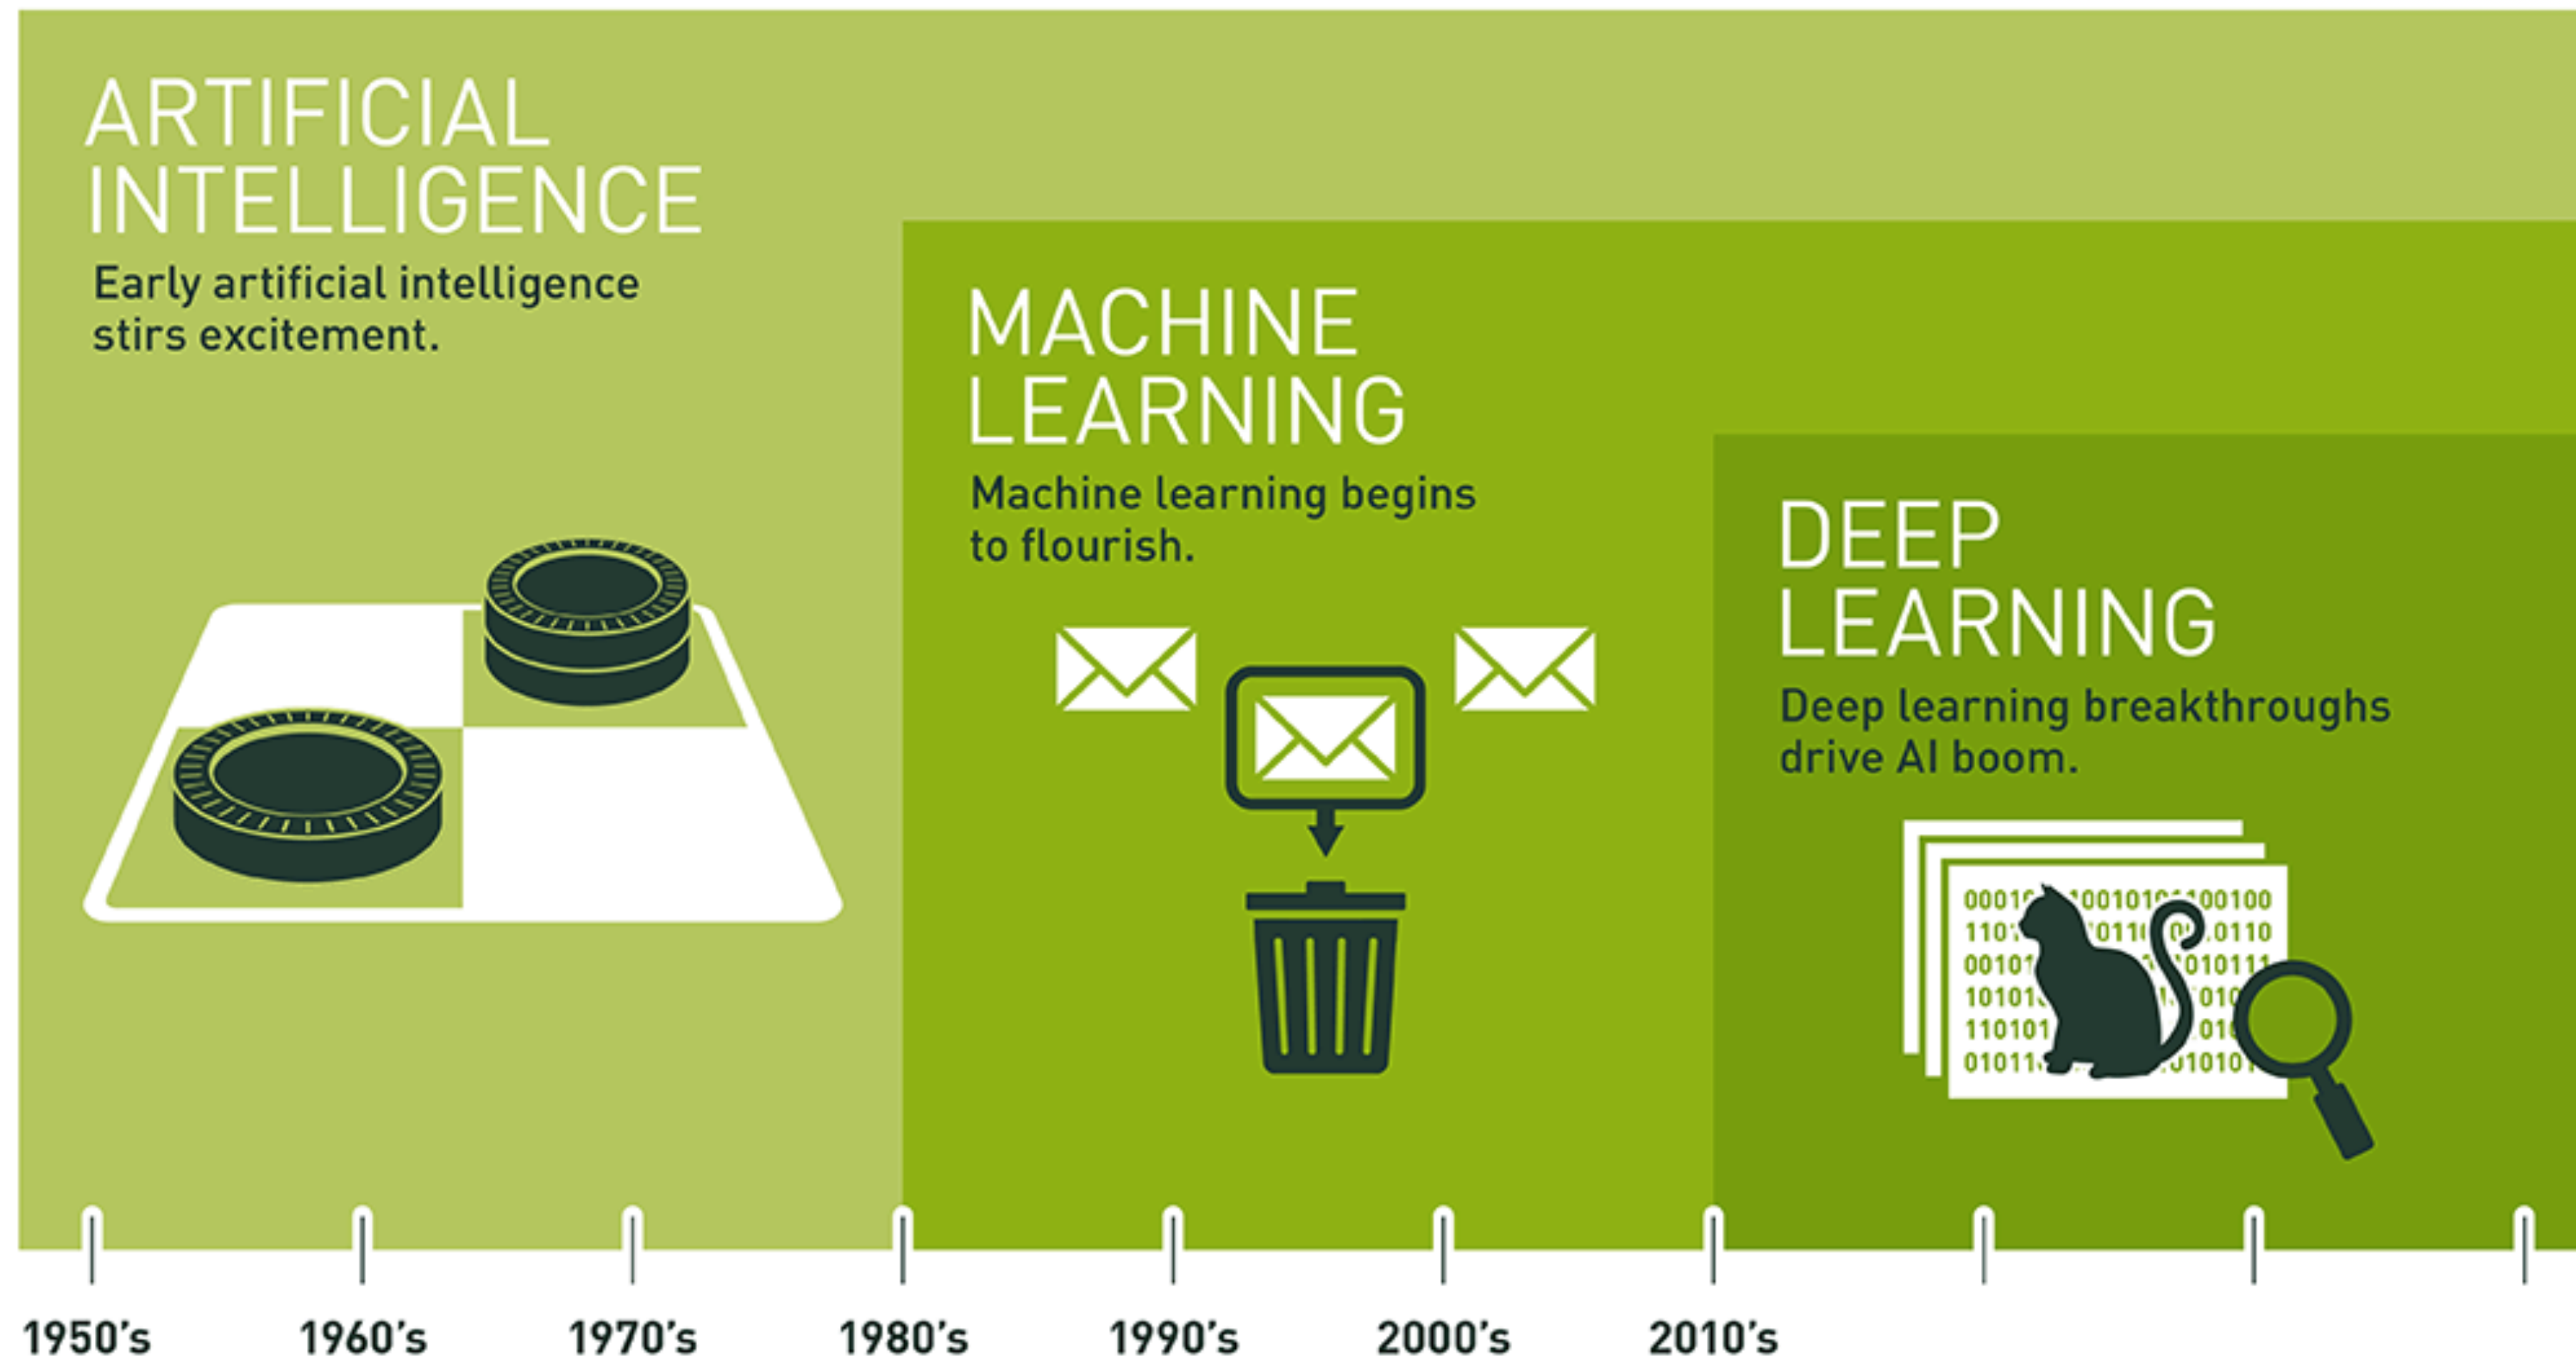 ARTIFICIAL
INTELLIGENCE
Early artificial intelligence
stirs excitement.
MACHINE
LEARNING
Machine learning begins
to flourish.
DEEP
LEARNING
Deep learning breakthroughs
drive AI boom.
1950's
1960's
1970's
1980's
1990's
2000's
2010's